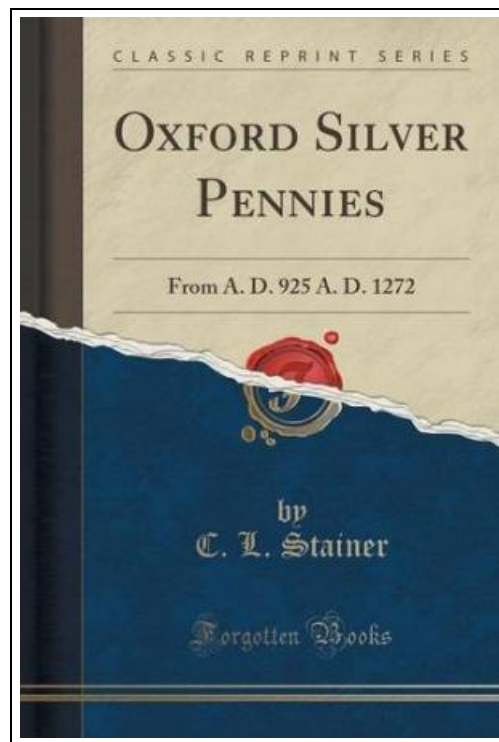 CLASSIC REPRINT SERIES
OXFORD SILVER
PENNIES
From A. D. 925 A. D. 1272
F
by
C. L. Stainer
Forgotten Books